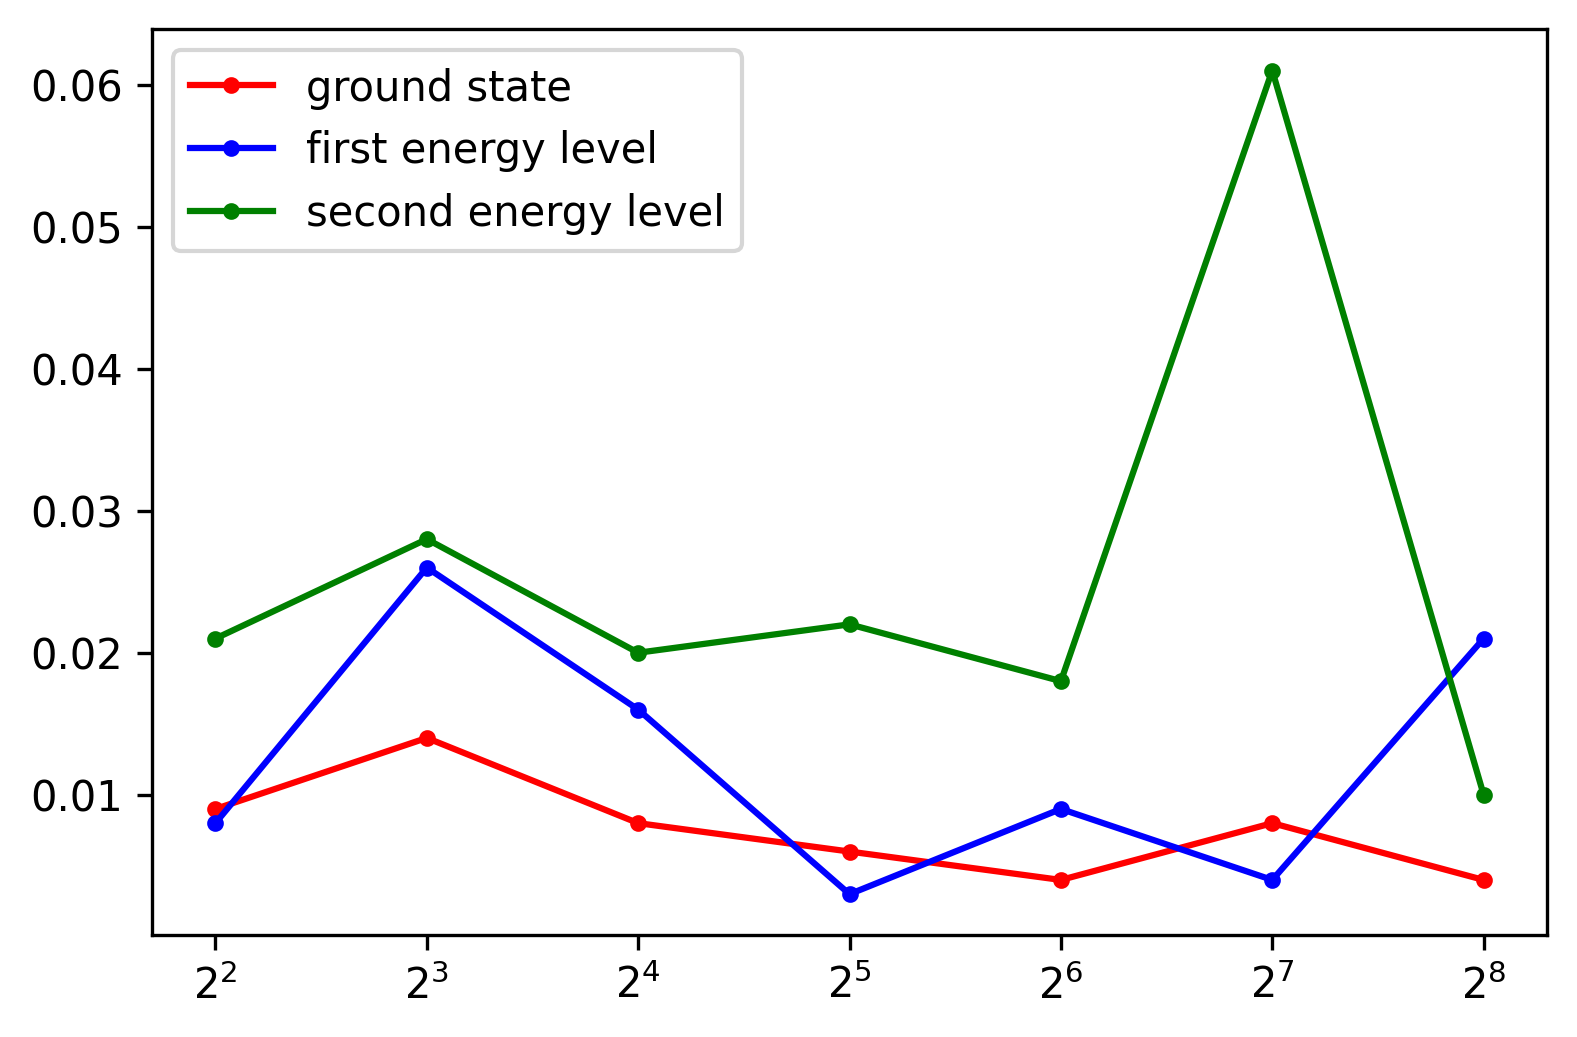 ground state
first energy level
second energy level
0.06
0.05
0.04
0.03
0.02
0.01
2² 2³ 2⁴ 2⁵ 2⁶ 2⁷ 2⁸